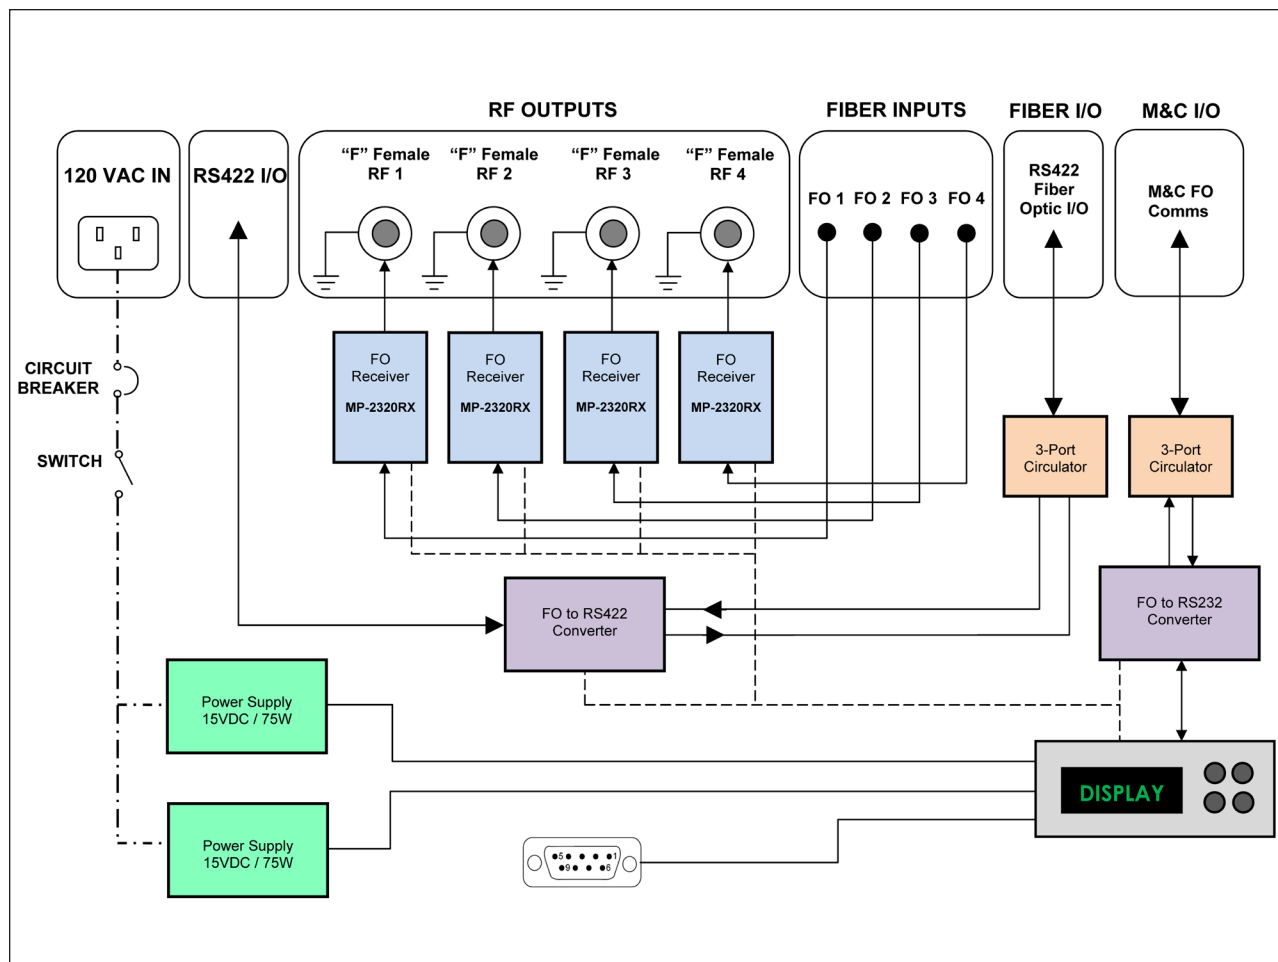 RF OUTPUTS
FIBER INPUTS
FIBER I/O
M&C I/O
120 VAC IN
RS422 I/O
“F” Female
RF 1
“F” Female
RF 2
“F” Female
RF 3
“F” Female
RF 4
FO 1
FO 2
FO 3
FO 4
RS422
Fiber
Optic I/O
M&C FO
Comms
CIRCUIT
BREAKER
SWITCH
FO
Receiver
MP-2320RX
FO
Receiver
MP-2320RX
FO
Receiver
MP-2320RX
FO
Receiver
MP-2320RX
3-Port
Circulator
3-Port
Circulator
FO to RS422
Converter
FO to RS232
Converter
Power Supply
15VDC / 75W
DISPLAY
Power Supply
15VDC / 75W
5 1
9 6